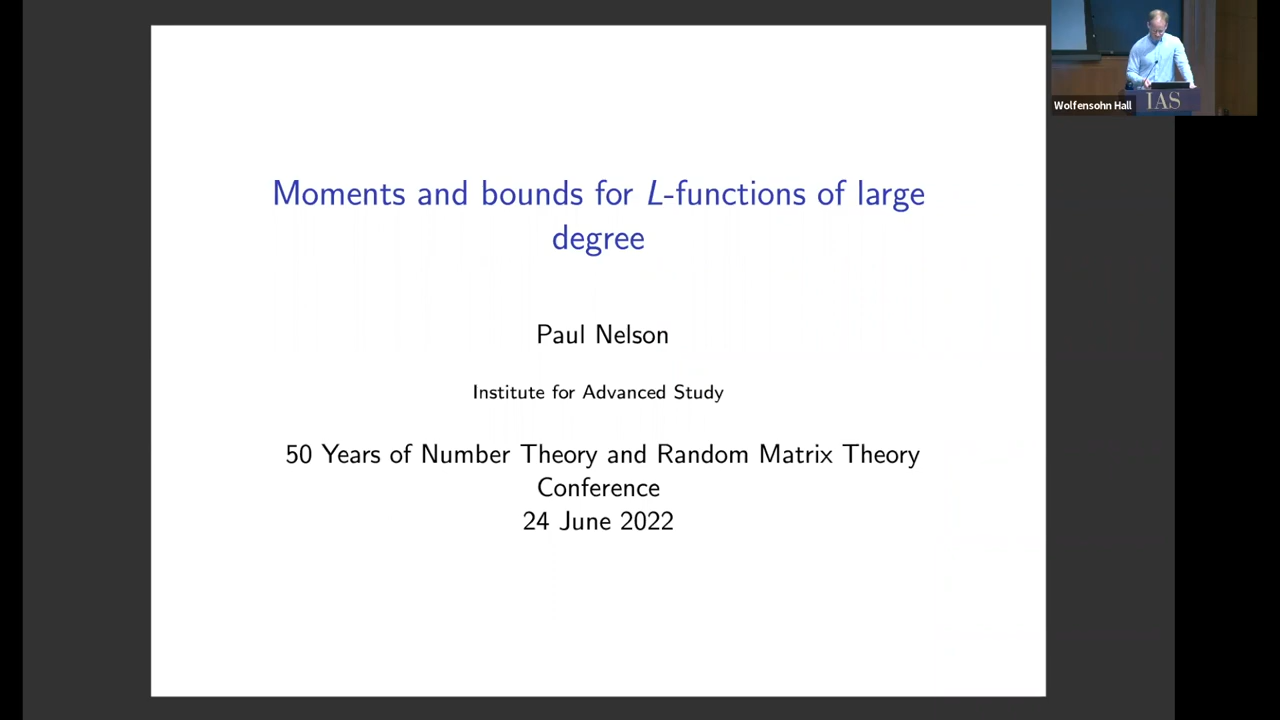 Moments and bounds for L-functions of large
degree
Paul Nelson
Institute for Advanced Study
50 Years of Number Theory and Random Matrix Theory
Conference
24 June 2022
Wolfensohn Hall
IAS